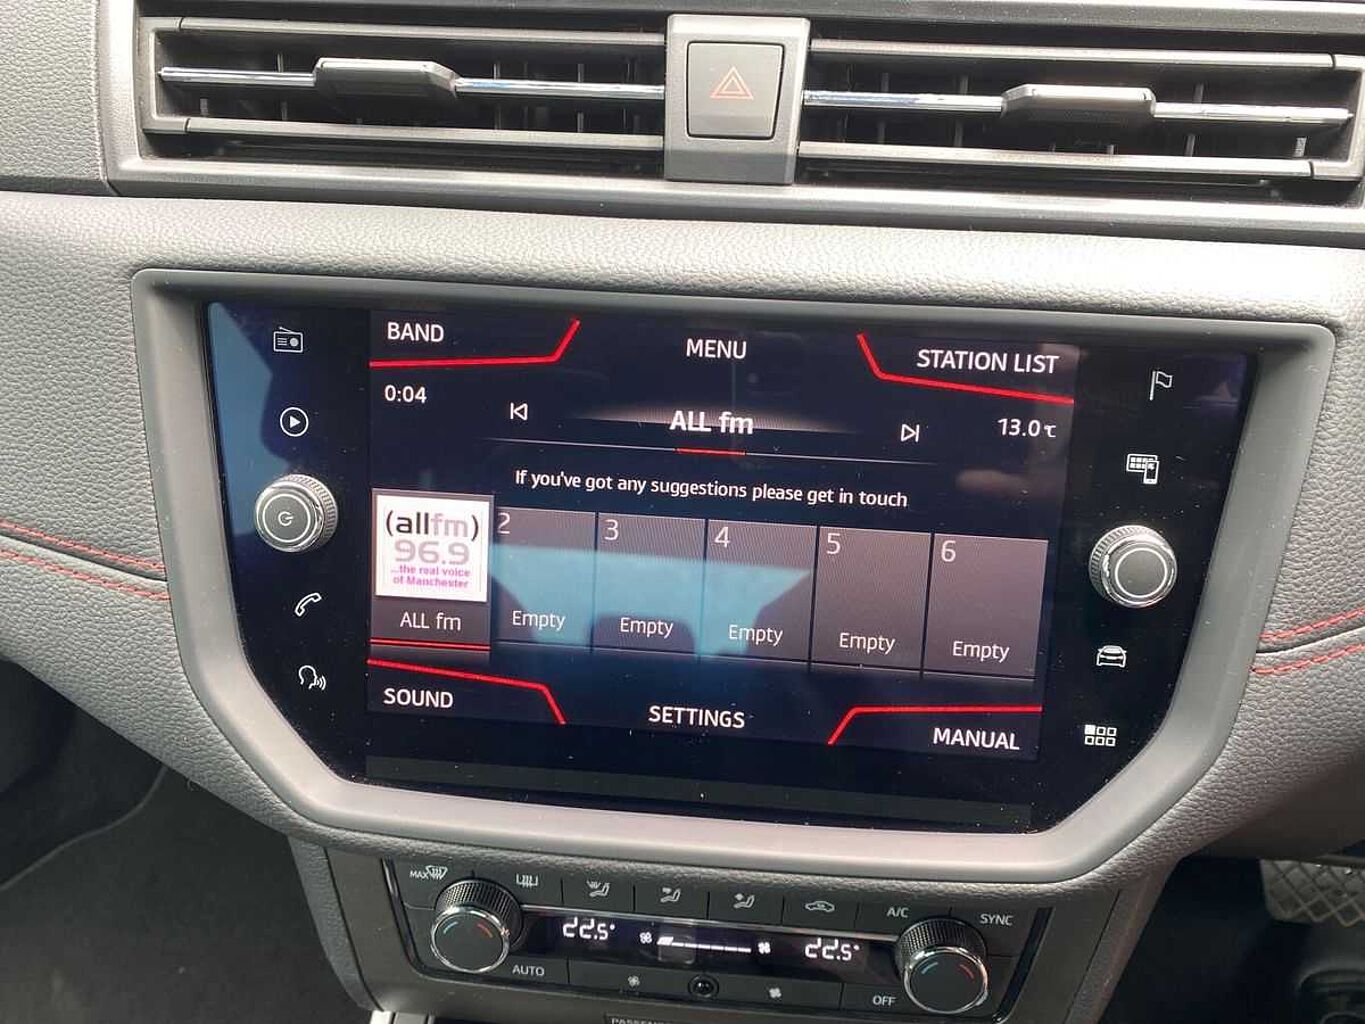 BAND
MENU
STATION LIST
0:04
ALL fm
13.0℃
If you've got any suggestions please get in touch
(allfm)
96.9
...the real voice
of Manchester
ALL fm
2
Empty
3
Empty
4
Empty
5
Empty
6
Empty
SOUND
SETTINGS
MANUAL
MAX
A/C
SYNC
22.5°
22.5°
AUTO
OFF